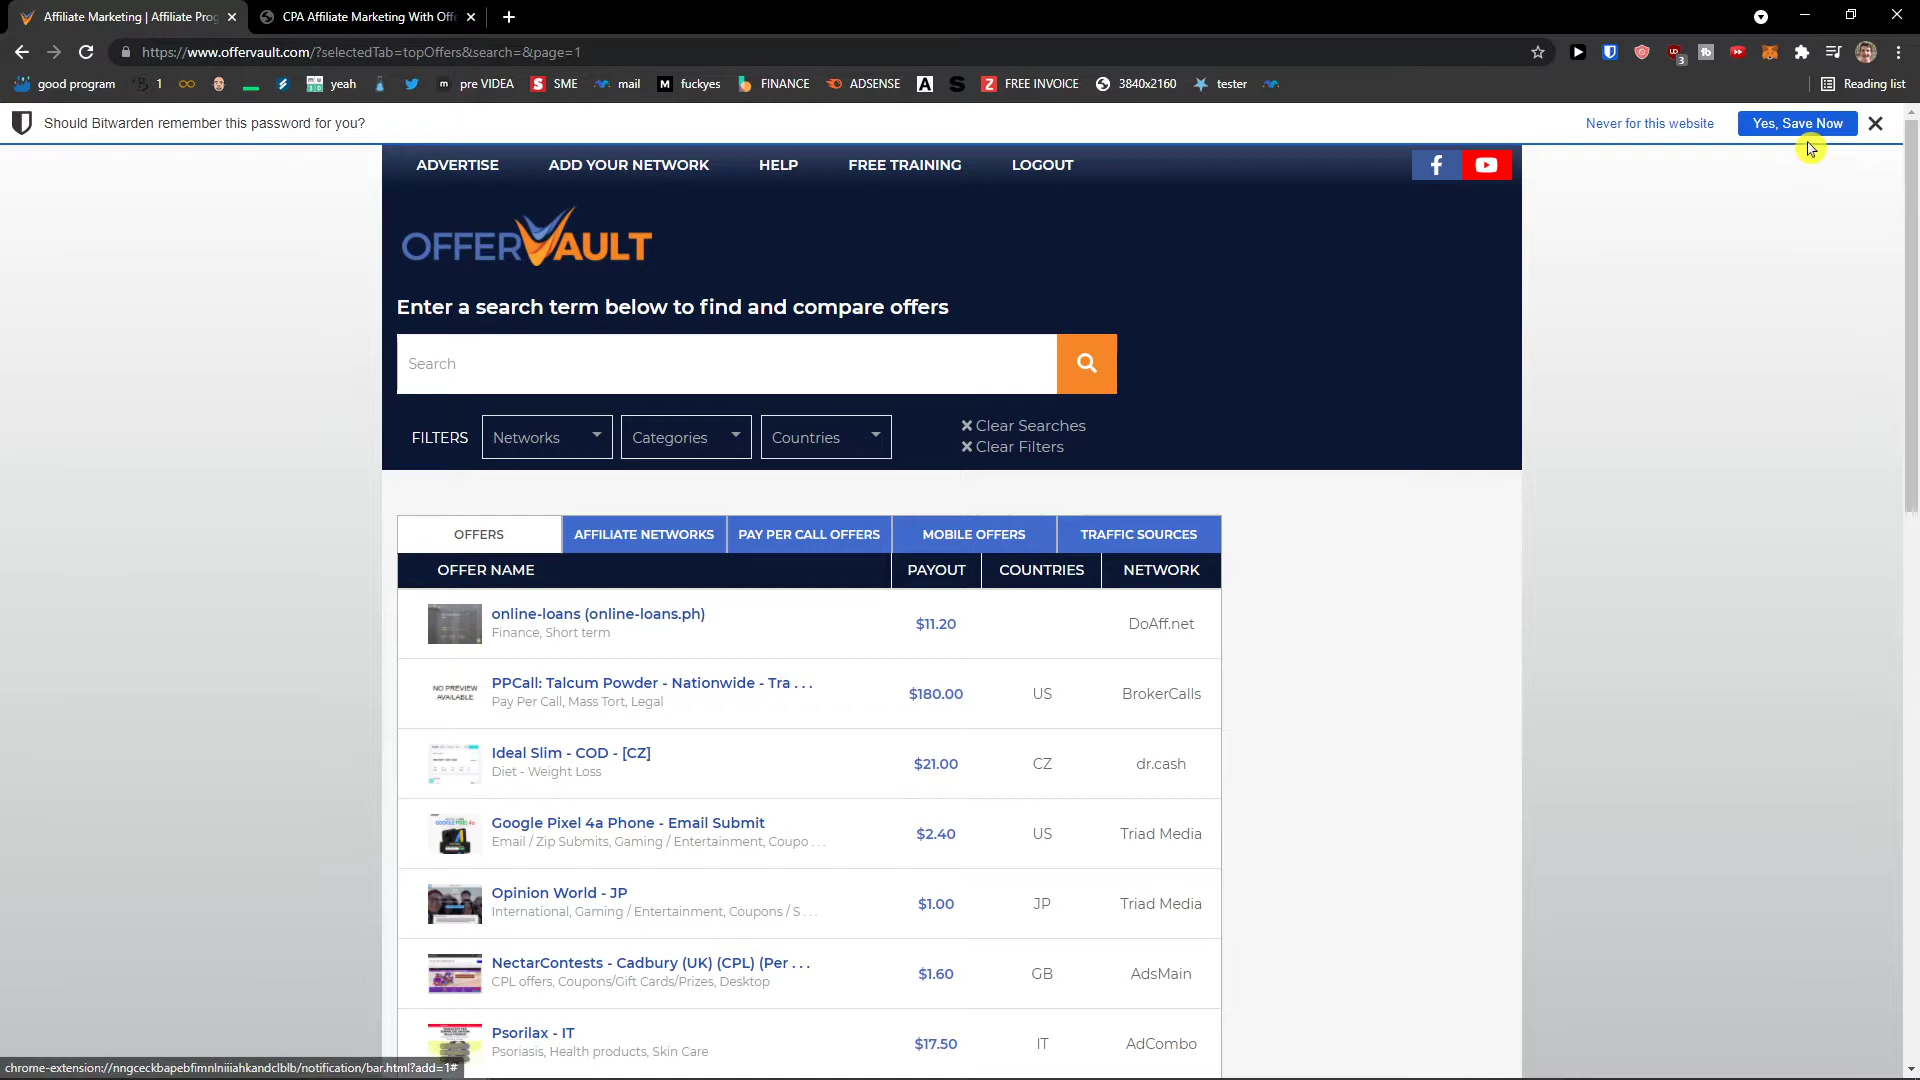 Affiliate Marketing | Affiliate Prog
CPA Affiliate Marketing With Offe
https://www.offervault.com/?selectedTab=topOffers&search=&page=1
3
good program
1
yeah
pre VIDEA
SME
mail
fuckyes
FINANCE
ADSENSE
FREE INVOICE
3840x2160
tester
Reading list
Should Bitwarden remember this password for you?
Never for this website
Yes, Save Now
ADVERTISE
ADD YOUR NETWORK
HELP
FREE TRAINING
LOGOUT
OFFERVAULT
Enter a search term below to find and compare offers
Search
FILTERS
Networks
Categories
Countries
Clear Searches
Clear Filters
OFFERS
AFFILIATE NETWORKS
PAY PER CALL OFFERS
MOBILE OFFERS
TRAFFIC SOURCES
OFFER NAME
PAYOUT
COUNTRIES
NETWORK
online-loans (online-loans.ph)
Finance, Short term
$11.20
DoAff.net
NO PREVIEW
AVAILABLE
PPCall: Talcum Powder - Nationwide - Tra . . .
Pay Per Call, Mass Tort, Legal
$180.00
US
BrokerCalls
Ideal Slim - COD - [CZ]
Diet - Weight Loss
$21.00
CZ
dr.cash
Google Pixel 4a Phone - Email Submit
Email / Zip Submits, Gaming / Entertainment, Coupo . . .
$2.40
US
Triad Media
Opinion World - JP
International, Gaming / Entertainment, Coupons / S . . .
$1.00
JP
Triad Media
NectarContests - Cadbury (UK) (CPL) (Per . . .
CPL offers, Coupons/Gift Cards/Prizes, Desktop
$1.60
GB
AdsMain
Psorilax - IT
Psoriasis, Health products, Skin Care
$17.50
IT
AdCombo
chrome-extension://nngceckbapebfimnlniiiahkandclblb/notification/bar.html?add=1#